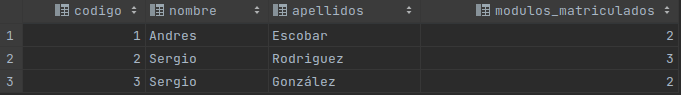 codigo nombre apellidos modulos_matriculados
1 1 Andres Escobar 2
2 2 Sergio Rodriguez 3
3 3 Sergio González 2